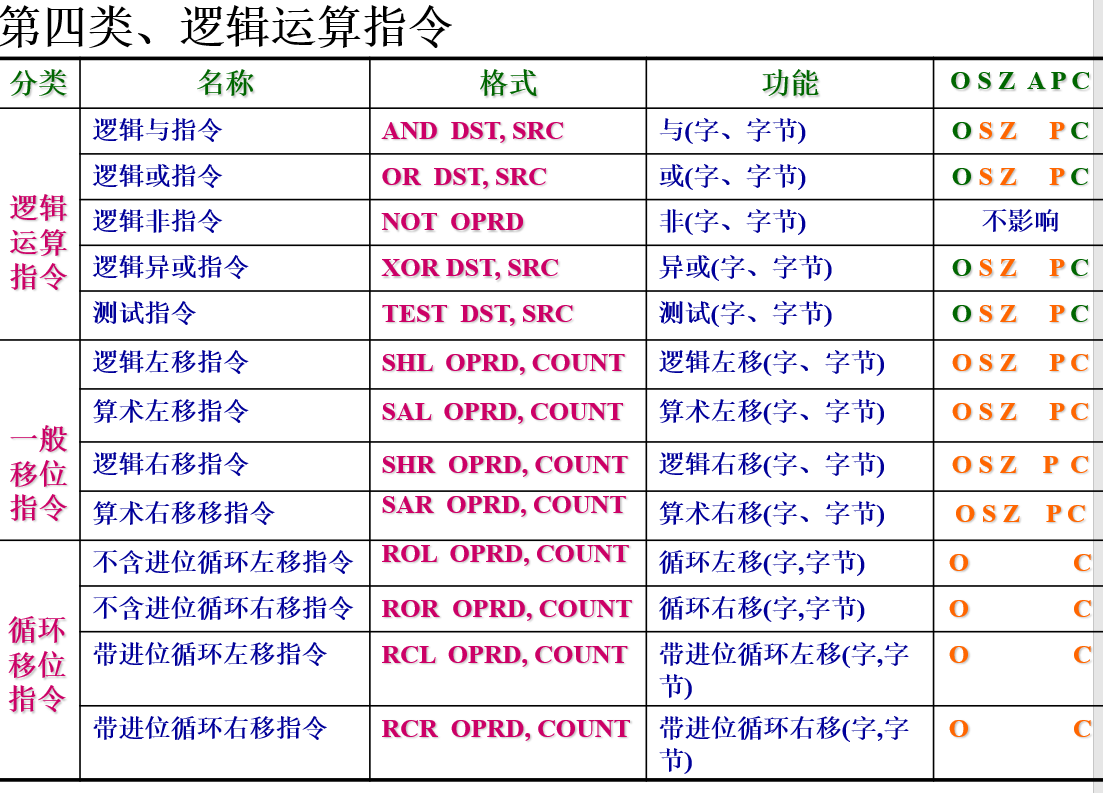 第四类、逻辑运算指令
分类 名称 格式 功能 O S Z A P C
逻辑运算指令
逻辑与指令 AND DST, SRC 与(字、字节) O S Z P C
逻辑或指令 OR DST, SRC 或(字、字节) O S Z P C
逻辑非指令 NOT OPRD 非(字、字节) 不影响
逻辑异或指令 XOR DST, SRC 异或(字、字节) O S Z P C
测试指令 TEST DST, SRC 测试(字、字节) O S Z P C
一般移位指令
逻辑左移指令 SHL OPRD, COUNT 逻辑左移(字、字节) O S Z P C
算术左移指令 SAL OPRD, COUNT 算术左移(字、字节) O S Z P C
逻辑右移指令 SHR OPRD, COUNT 逻辑右移(字、字节) O S Z P C
算术右移移指令 SAR OPRD, COUNT 算术右移(字、字节) O S Z P C
循环移位指令
不含进位循环左移指令 ROL OPRD, COUNT 循环左移(字,字节) O C
不含进位循环右移指令 ROR OPRD, COUNT 循环右移(字,字节) O C
带进位循环左移指令 RCL OPRD, COUNT 带进位循环左移(字,字节) O C
带进位循环右移指令 RCR OPRD, COUNT 带进位循环右移(字,字节) O C